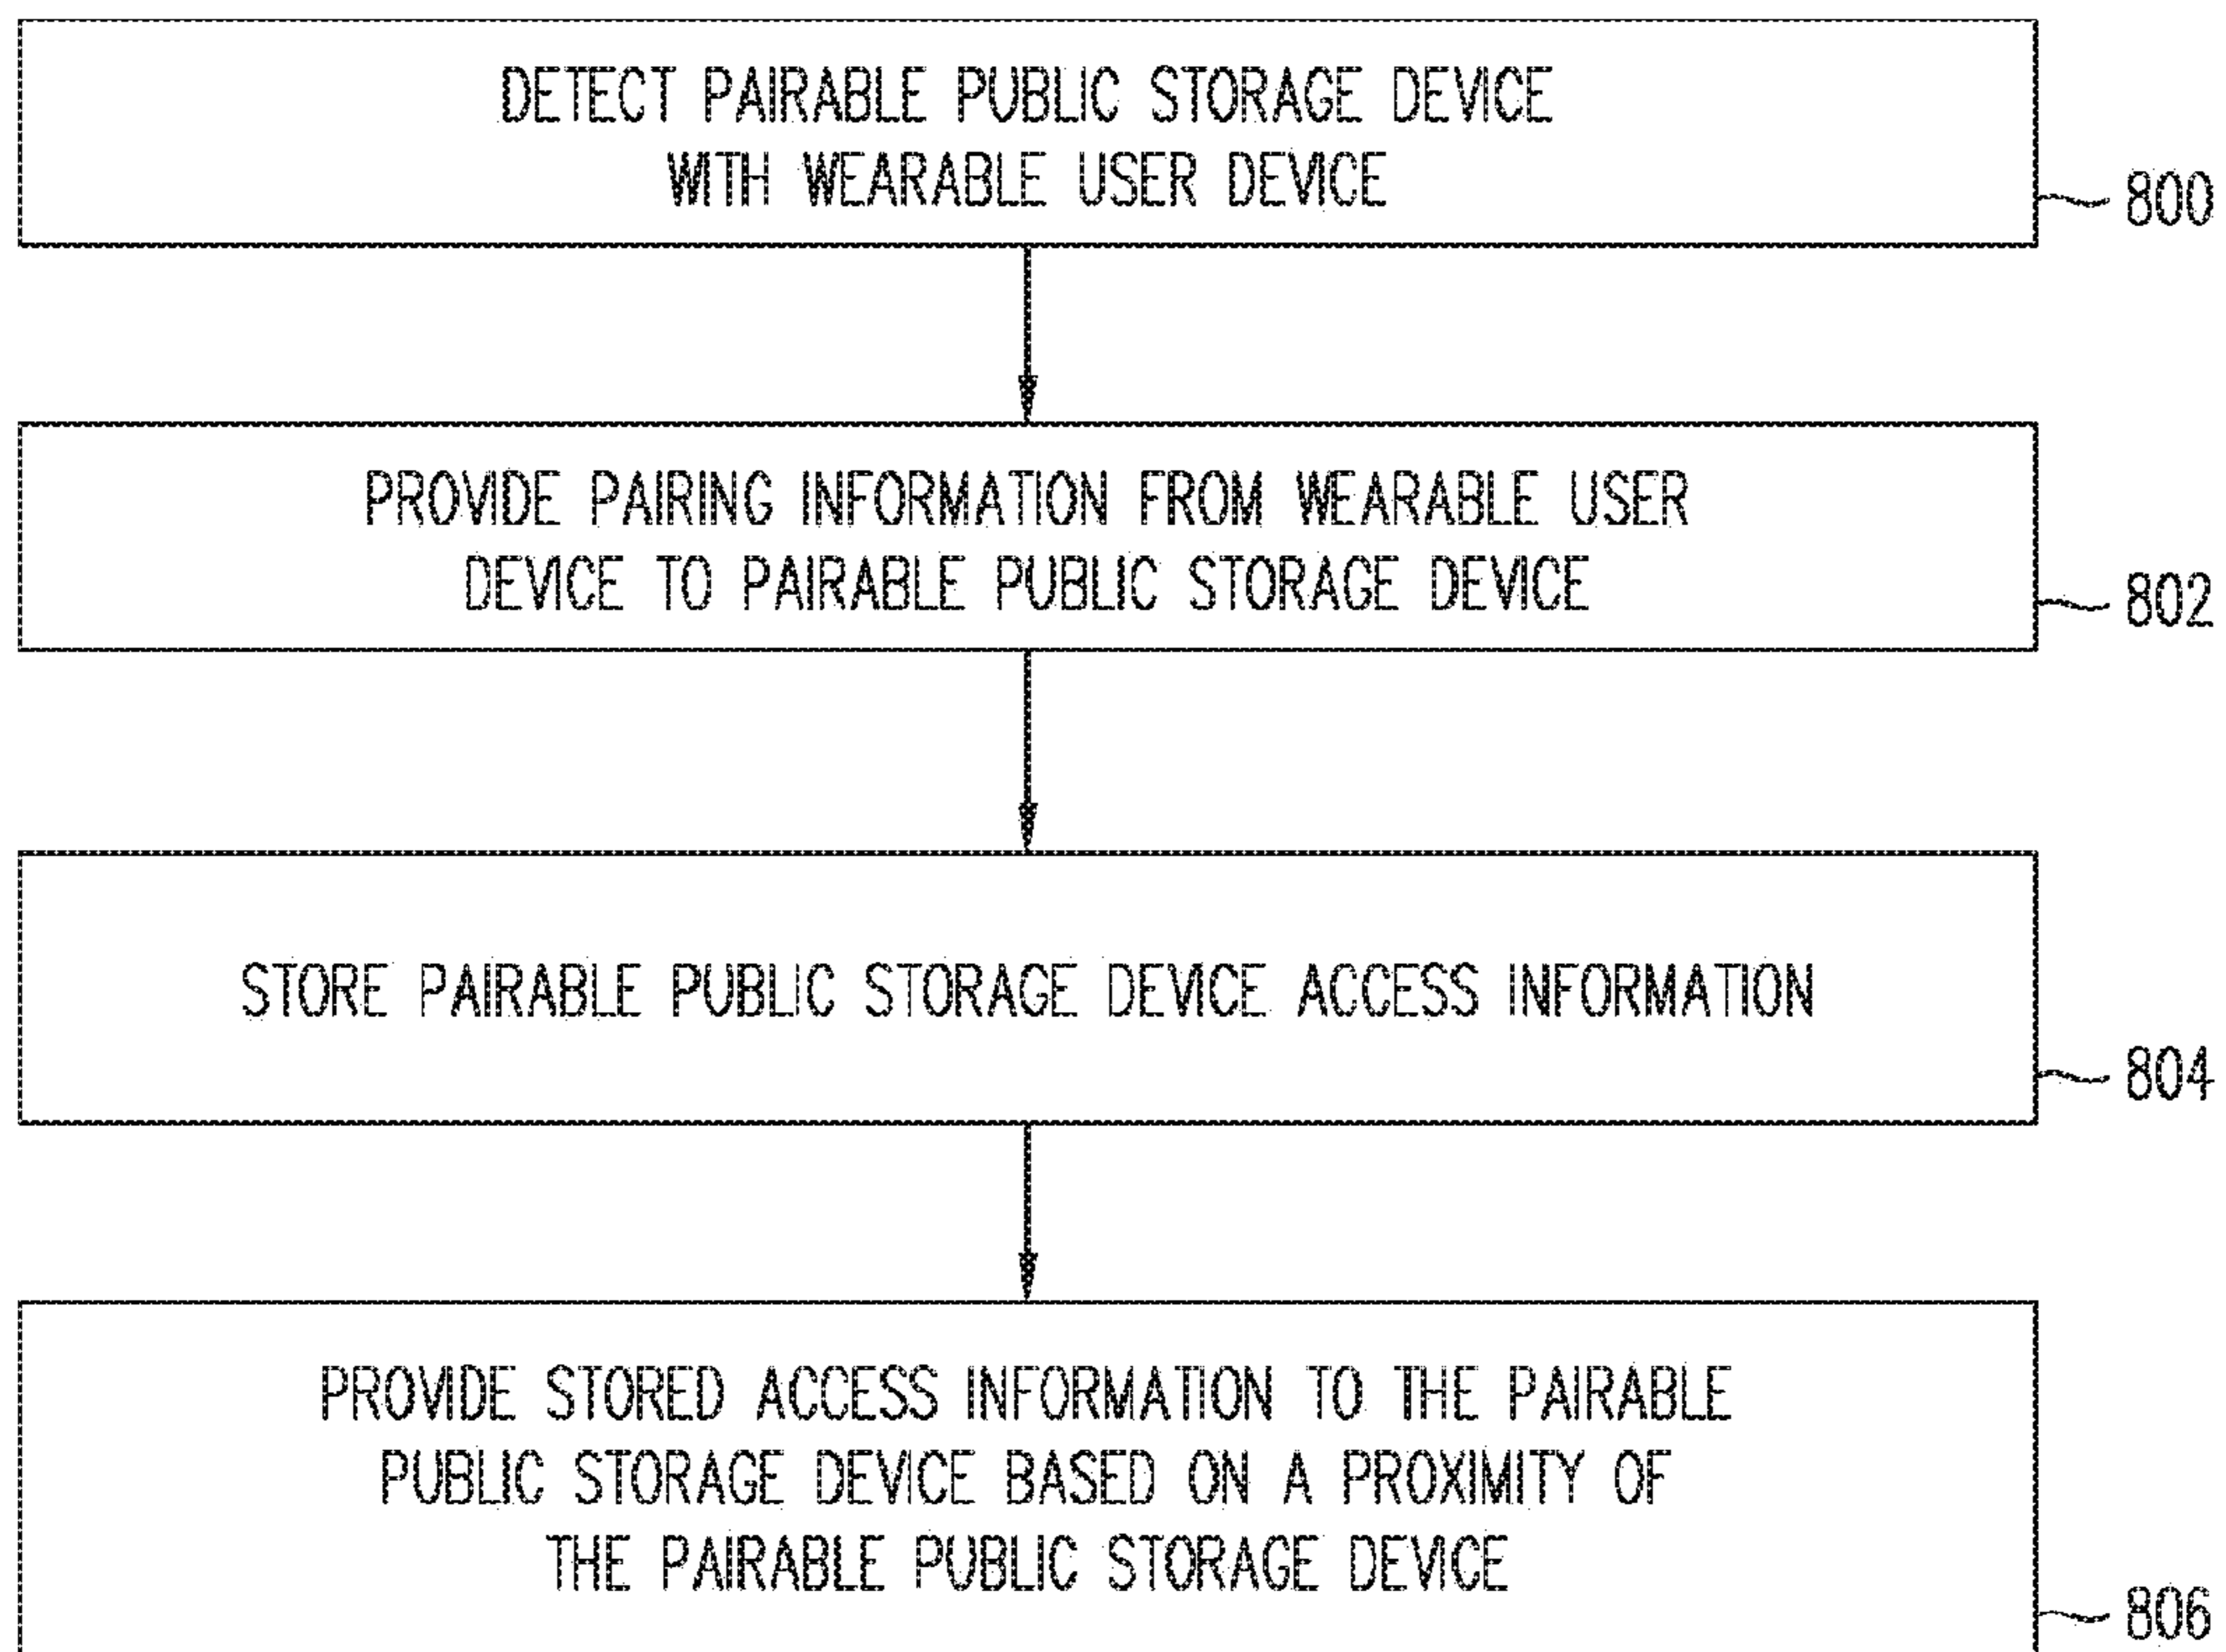 DETECT PAIRABLE PUBLIC STORAGE DEVICE
WITH WEARABLE USER DEVICE
800
PROVIDE PAIRING INFORMATION FROM WEARABLE USER
DEVICE TO PAIRABLE PUBLIC STORAGE DEVICE
802
STORE PAIRABLE PUBLIC STORAGE DEVICE ACCESS INFORMATION
804
PROVIDE STORED ACCESS INFORMATION TO THE PAIRABLE
PUBLIC STORAGE DEVICE BASED ON A PROXIMITY OF
THE PAIRABLE PUBLIC STORAGE DEVICE
806